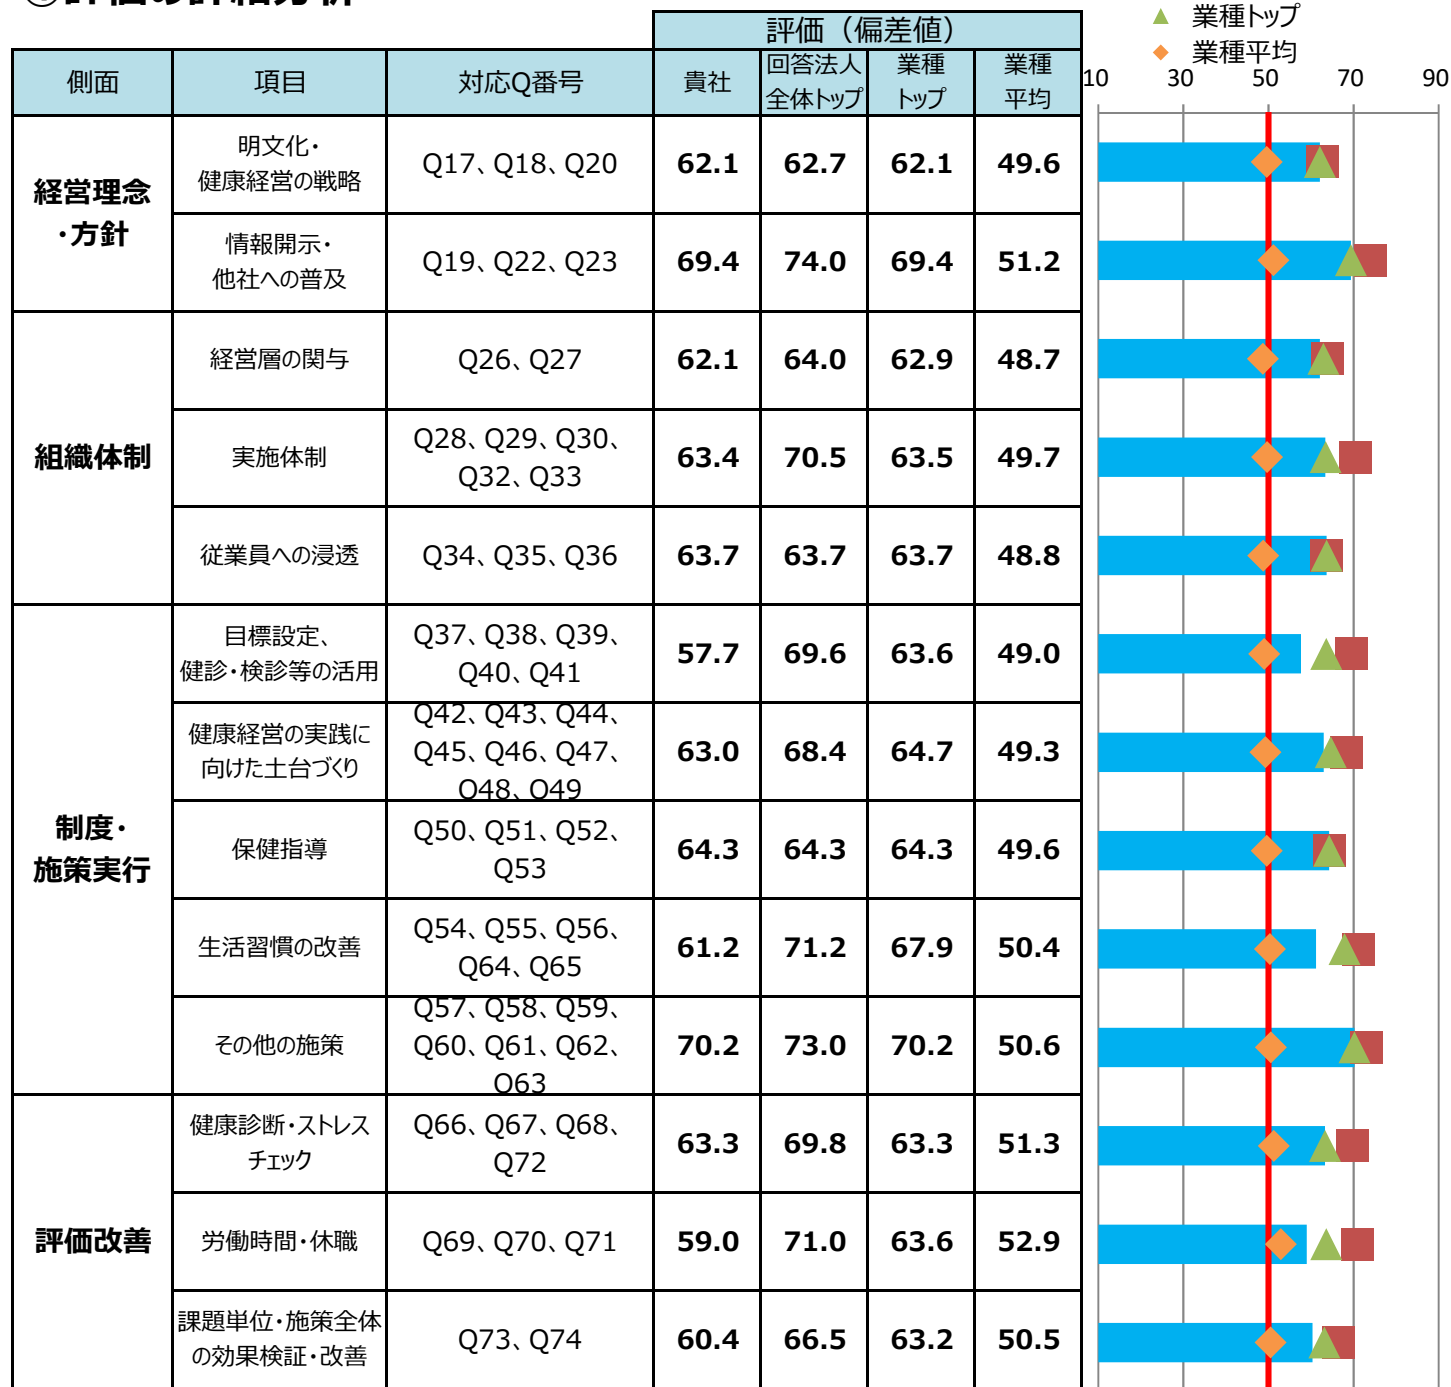 ①評価の詳細分析
評価（偏差値）
側面 項目 対応Q番号 貴社 回答法人 業種 業種
全体トップ トップ 平均
▲ 業種トップ
◆ 業種平均
10 30 50 70 90
経営理念
・方針
明文化・
健康経営の戦略
Q17、Q18、Q20 62.1 62.7 62.1 49.6
情報開示・
他社への普及
Q19、Q22、Q23 69.4 74.0 69.4 51.2
組織体制
経営層の関与 Q26、Q27 62.1 64.0 62.9 48.7
実施体制
Q28、Q29、Q30、
Q32、Q33
63.4 70.5 63.5 49.7
従業員への浸透 Q34、Q35、Q36 63.7 63.7 63.7 48.8
制度・
施策実行
目標設定、
健診・検診等の活用
Q37、Q38、Q39、
Q40、Q41
57.7 69.6 63.6 49.0
健康経営の実践に
向けた土台づくり
Q42、Q43、Q44、
Q45、Q46、Q47、
Q48、Q49
63.0 68.4 64.7 49.3
保健指導
Q50、Q51、Q52、
Q53
64.3 64.3 64.3 49.6
生活習慣の改善
Q54、Q55、Q56、
Q64、Q65
61.2 71.2 67.9 50.4
その他の施策
Q57、Q58、Q59、
Q60、Q61、Q62、
Q63
70.2 73.0 70.2 50.6
評価改善
健康診断・ストレス
チェック
Q66、Q67、Q68、
Q72
63.3 69.8 63.3 51.3
労働時間・休職 Q69、Q70、Q71 59.0 71.0 63.6 52.9
課題単位・施策全体
の効果検証・改善
Q73、Q74 60.4 66.5 63.2 50.5